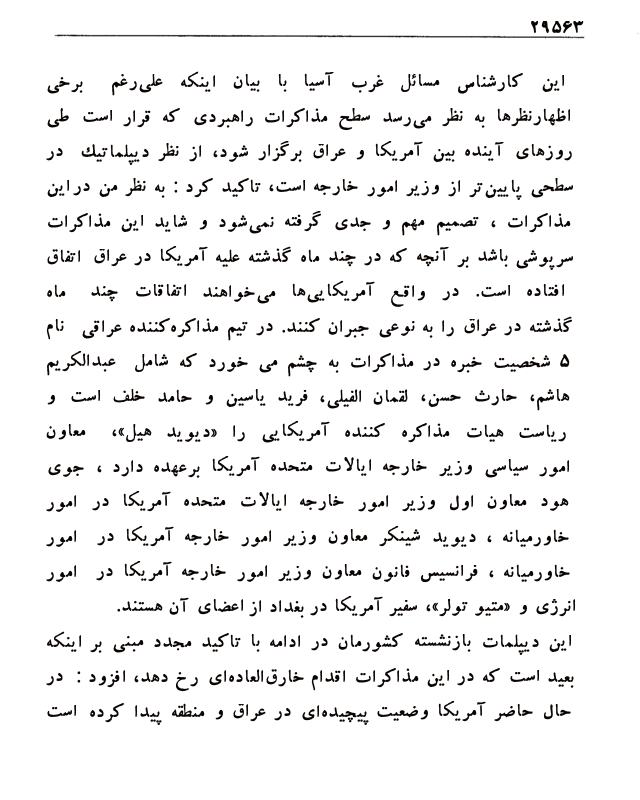 ۲۹۵۶۳
این کارشناس مسائل غرب آسیا با بیان اینکه علی‌رغم برخی
اظهارنظرها به نظر می‌رسد سطح مذاکرات راهبردی که قرار است طی
روزهای آینده بین آمریکا و عراق برگزار شود، از نظر دیپلماتیك در
سطحی پایین‌تر از وزیر امور خارجه است، تاکید کرد : به نظر من دراین
مذاکرات ، تصمیم مهم و جدی گرفته نمی‌شود و شاید این مذاکرات
سرپوشی باشد بر آنچه که در چند ماه گذشته علیه آمریکا در عراق اتفاق
افتاده است. در واقع آمریکایی‌ها می‌خواهند اتفاقات چند ماه
گذشته در عراق را به نوعی جبران کنند. در تیم مذاکره‌کننده عراقی نام
۵ شخصیت خبره در مذاکرات به چشم می خورد که شامل عبدالکریم
هاشم، حارث حسن، لقمان الفیلی، فرید یاسین و حامد خلف است و
ریاست هیات مذاکره کننده آمریکایی را «دیوید هیل»، معاون
امور سیاسی وزیر خارجه ایالات متحده آمریکا برعهده دارد ، جوی
هود معاون اول وزیر امور خارجه ایالات متحده آمریکا در امور
خاورمیانه ، دیوید شینکر معاون وزیر امور خارجه آمریکا در امور
خاورمیانه ، فرانسیس فانون معاون وزیر امور خارجه آمریکا در امور
انرژی و «متیو تولر»، سفیر آمریکا در بغداد از اعضای آن هستند.
این دیپلمات بازنشسته کشورمان در ادامه با تاکید مجدد مبنی بر اینکه
بعید است که در این مذاکرات اقدام خارق‌العاده‌ای رخ دهد، افزود : در
حال حاضر آمریکا وضعیت پیچیده‌ای در عراق و منطقه پیدا کرده است